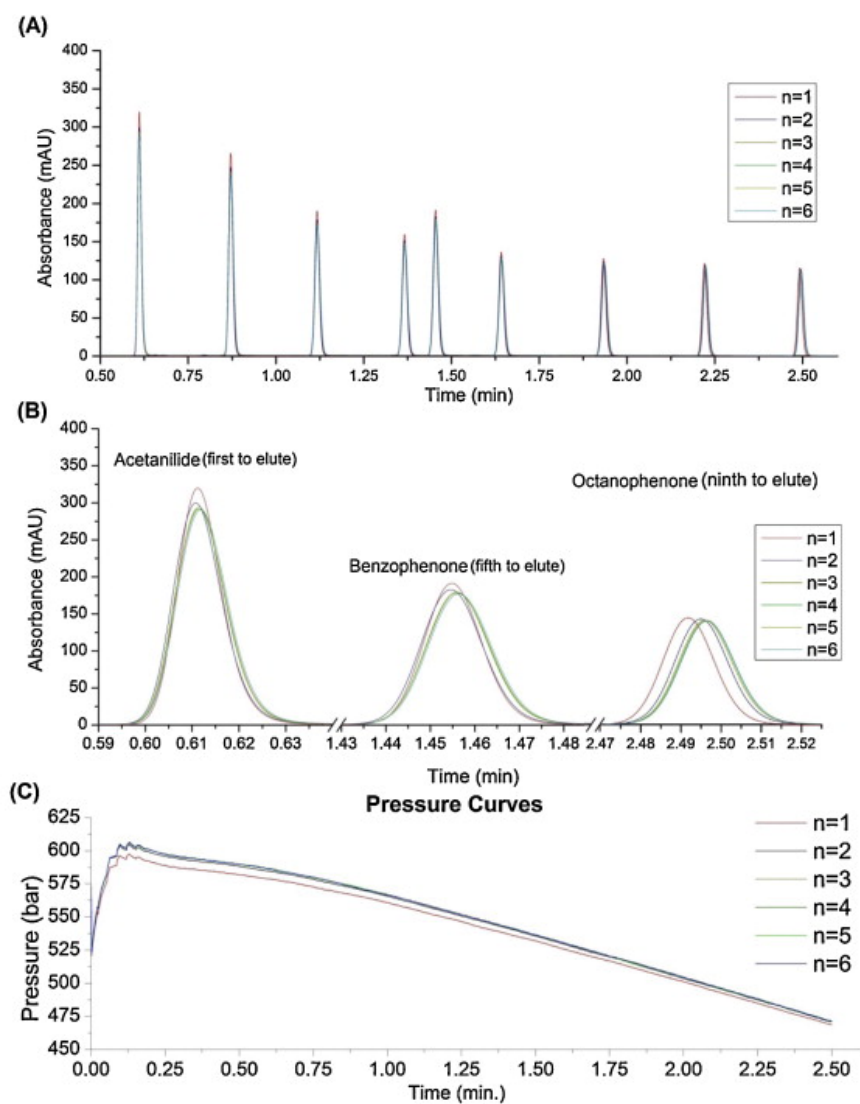 (A)
400
350
300
250
200
150
100
50
0
Absorbance (mAU)
n=1
n=2
n=3
n=4
n=5
n=6
0.50 0.75 1.00 1.25 1.50 1.75 2.00 2.25 2.50
Time (min)
(B)
400
350
300
250
200
150
100
50
0
Absorbance (mAU)
Acetanilide (first to elute)
Benzophenone (fifth to elute)
Octanophenone (ninth to elute)
n=1
n=2
n=3
n=4
n=5
n=6
0.59 0.60 0.61 0.62 0.63 1.43 1.44 1.45 1.46 1.47 1.48 2.47 2.48 2.49 2.50 2.51 2.52
Time (min)
(C)
Pressure Curves
625
600
575
550
525
500
475
450
Pressure (bar)
n=1
n=2
n=3
n=4
n=5
n=6
0.00 0.25 0.50 0.75 1.00 1.25 1.50 1.75 2.00 2.25 2.50
Time (min.)